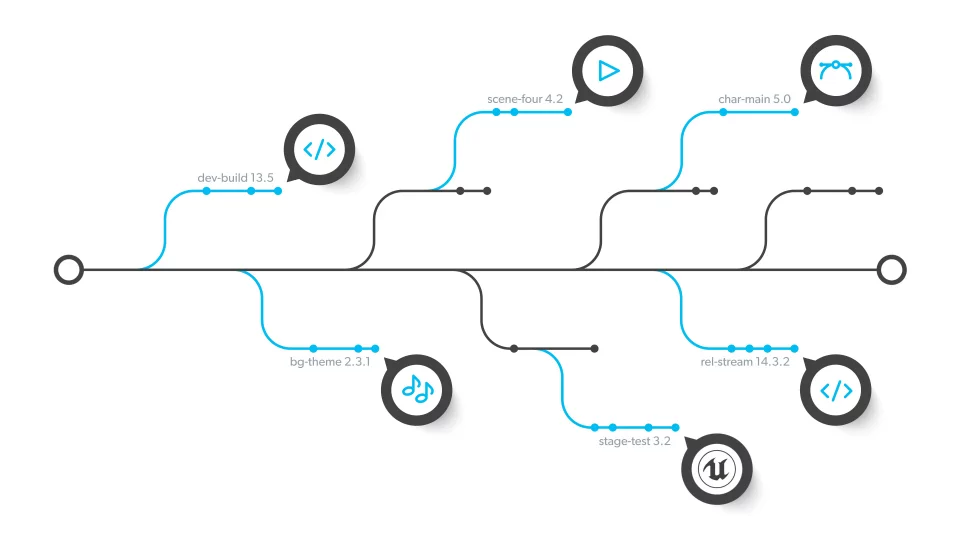 scene-four 4.2
char-main 5.0
dev-build 13.5
bg-theme 2.3.1
rel-stream 14.3.2
stage-test 3.2